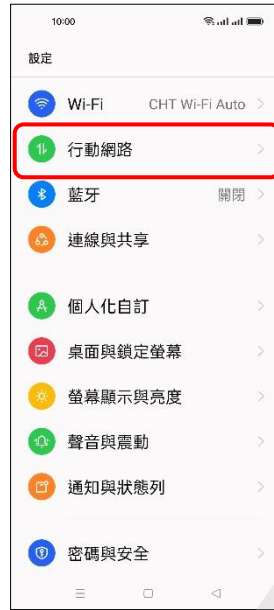 10:00
設定
Wi-Fi CHT Wi-Fi Auto
行動網路
藍牙 關閉
連線與共享
個人化自訂
桌面與鎖定螢幕
螢幕顯示與亮度
聲音與震動
通知與狀態列
密碼與安全